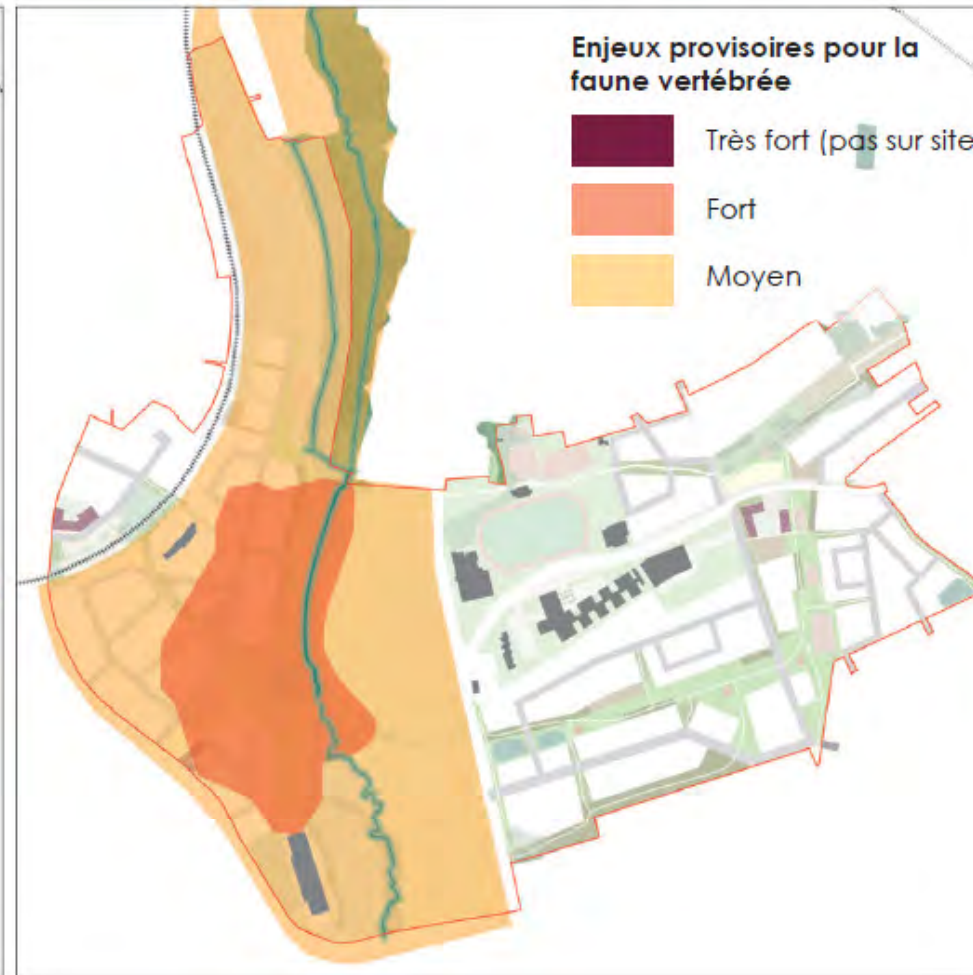 Enjeux provisoires pour la
faune vertébrée
Très fort (pas sur site
Fort
Moyen